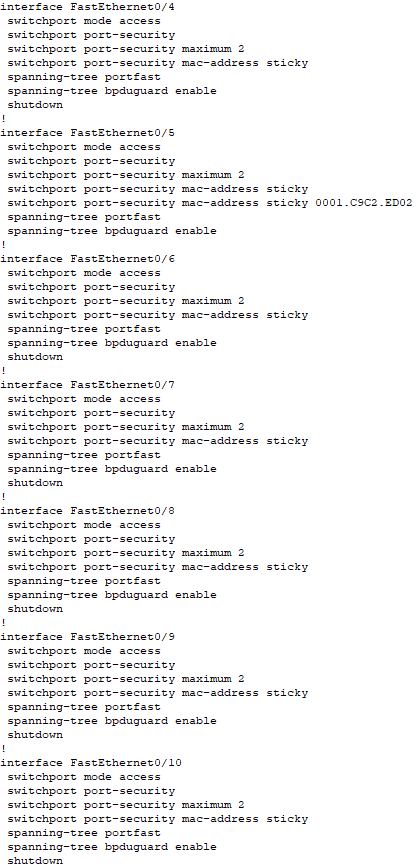 interface FastEthernet0/4
 switchport mode access
 switchport port-security
 switchport port-security maximum 2
 switchport port-security mac-address sticky
 spanning-tree portfast
 spanning-tree bpduguard enable
 shutdown
!
interface FastEthernet0/5
 switchport mode access
 switchport port-security
 switchport port-security maximum 2
 switchport port-security mac-address sticky
 switchport port-security mac-address sticky 0001.C9C2.ED02
 spanning-tree portfast
 spanning-tree bpduguard enable
!
interface FastEthernet0/6
 switchport mode access
 switchport port-security
 switchport port-security maximum 2
 switchport port-security mac-address sticky
 spanning-tree portfast
 spanning-tree bpduguard enable
 shutdown
!
interface FastEthernet0/7
 switchport mode access
 switchport port-security
 switchport port-security maximum 2
 switchport port-security mac-address sticky
 spanning-tree portfast
 spanning-tree bpduguard enable
 shutdown
!
interface FastEthernet0/8
 switchport mode access
 switchport port-security
 switchport port-security maximum 2
 switchport port-security mac-address sticky
 spanning-tree portfast
 spanning-tree bpduguard enable
 shutdown
!
interface FastEthernet0/9
 switchport mode access
 switchport port-security
 switchport port-security maximum 2
 switchport port-security mac-address sticky
 spanning-tree portfast
 spanning-tree bpduguard enable
 shutdown
!
interface FastEthernet0/10
 switchport mode access
 switchport port-security
 switchport port-security maximum 2
 switchport port-security mac-address sticky
 spanning-tree portfast
 spanning-tree bpduguard enable
 shutdown